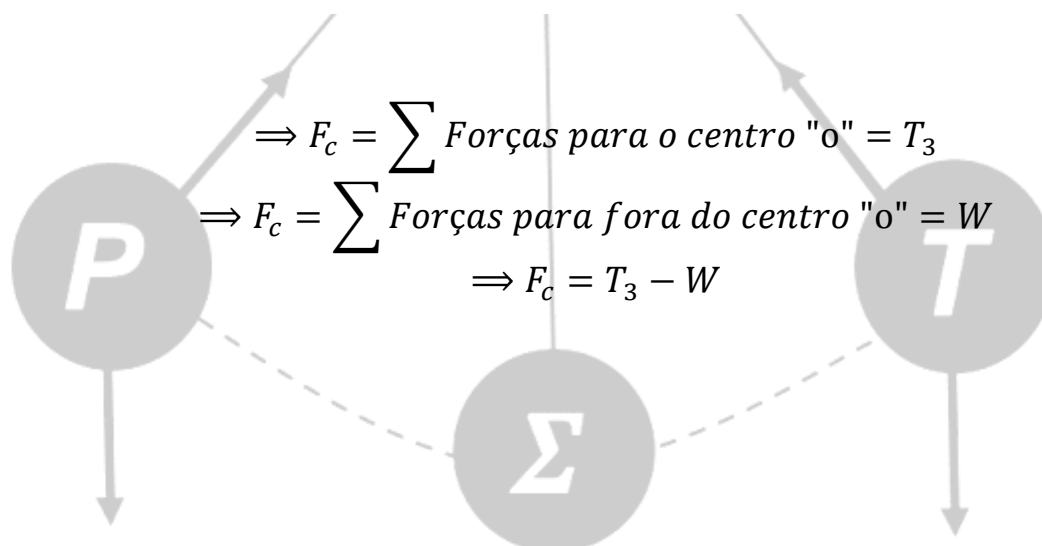 ⟹ F_c = ∑ Forças para o centro "o" = T_3
⟹ F_c = ∑ Forças para fora do centro "o" = W
⟹ F_c = T_3 − W
P
T
Σ